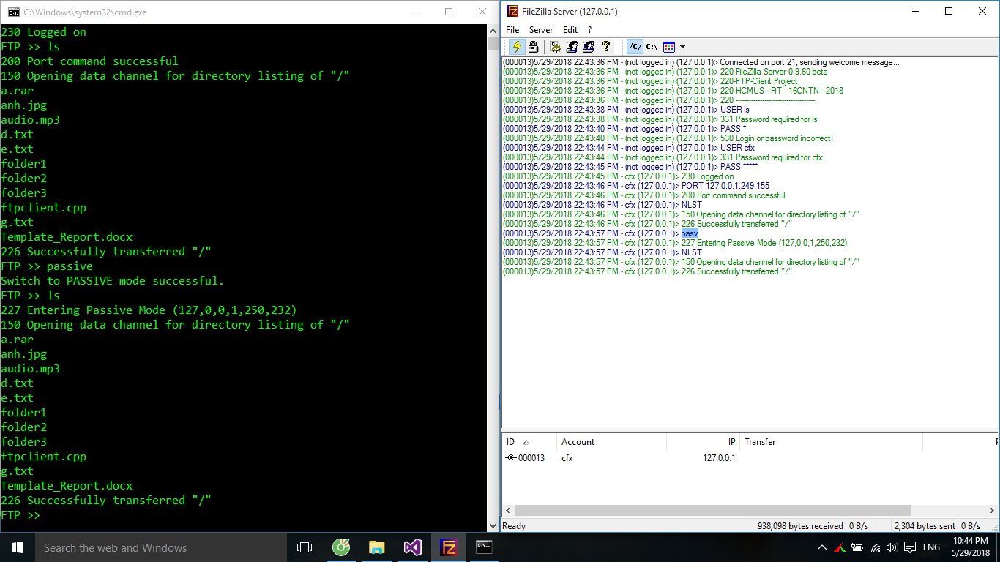 C:\Windows\system32\cmd.exe
230 Logged on
FTP >> ls
200 Port command successful
150 Opening data channel for directory listing of "/"
a.rar
anh.jpg
audio.mp3
d.txt
e.txt
folder1
folder2
folder3
ftpclient.cpp
g.txt
Template_Report.docx
226 Successfully transferred "/"
FTP >> passive
Switch to PASSIVE mode successful.
FTP >> ls
227 Entering Passive Mode (127,0,0,1,250,232)
150 Opening data channel for directory listing of "/"
a.rar
anh.jpg
audio.mp3
d.txt
e.txt
folder1
folder2
folder3
ftpclient.cpp
g.txt
Template_Report.docx
226 Successfully transferred "/"
FTP >>
FileZilla Server (127.0.0.1)
File Server Edit ?
/C/ C:\
(000013)5/29/2018 22:43:36 PM - (not logged in) (127.0.0.1)> Connected on port 21, sending welcome message...
(000013)5/29/2018 22:43:36 PM - (not logged in) (127.0.0.1)> 220-FileZilla Server 0.9.60 beta
(000013)5/29/2018 22:43:36 PM - (not logged in) (127.0.0.1)> 220-FTP-Client Project
(000013)5/29/2018 22:43:36 PM - (not logged in) (127.0.0.1)> 220-HCMUS - FiT - 16CNTN - 2018
(000013)5/29/2018 22:43:36 PM - (not logged in) (127.0.0.1)> 220 ------------------------------------
(000013)5/29/2018 22:43:38 PM - (not logged in) (127.0.0.1)> USER ls
(000013)5/29/2018 22:43:38 PM - (not logged in) (127.0.0.1)> 331 Password required for ls
(000013)5/29/2018 22:43:40 PM - (not logged in) (127.0.0.1)> PASS *
(000013)5/29/2018 22:43:40 PM - (not logged in) (127.0.0.1)> 530 Login or password incorrect!
(000013)5/29/2018 22:43:44 PM - (not logged in) (127.0.0.1)> USER cfx
(000013)5/29/2018 22:43:44 PM - (not logged in) (127.0.0.1)> 331 Password required for cfx
(000013)5/29/2018 22:43:45 PM - (not logged in) (127.0.0.1)> PASS *****
(000013)5/29/2018 22:43:45 PM - cfx (127.0.0.1)> 230 Logged on
(000013)5/29/2018 22:43:46 PM - cfx (127.0.0.1)> PORT 127.0.0.1.249.155
(000013)5/29/2018 22:43:46 PM - cfx (127.0.0.1)> 200 Port command successful
(000013)5/29/2018 22:43:46 PM - cfx (127.0.0.1)> NLST
(000013)5/29/2018 22:43:46 PM - cfx (127.0.0.1)> 150 Opening data channel for directory listing of "/"
(000013)5/29/2018 22:43:46 PM - cfx (127.0.0.1)> 226 Successfully transferred "/"
(000013)5/29/2018 22:43:57 PM - cfx (127.0.0.1)> pasv
(000013)5/29/2018 22:43:57 PM - cfx (127.0.0.1)> 227 Entering Passive Mode (127,0,0,1,250,232)
(000013)5/29/2018 22:43:57 PM - cfx (127.0.0.1)> NLST
(000013)5/29/2018 22:43:57 PM - cfx (127.0.0.1)> 150 Opening data channel for directory listing of "/"
(000013)5/29/2018 22:43:57 PM - cfx (127.0.0.1)> 226 Successfully transferred "/"
ID Account IP Transfer
000013 cfx 127.0.0.1
Ready 938,098 bytes received 0 B/s 2,304 bytes sent 0 B/s
Search the web and Windows
ENG
10:44 PM
5/29/2018